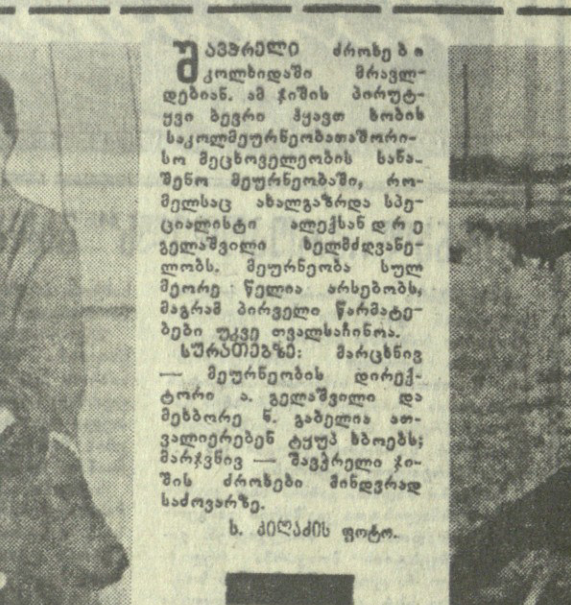 შავჭრელი ძროხები
კოლხიდაში მრავლ-
დებიან. ამ ჯიშის პირუტ-
ყვი ბევრი ჰყავთ ხობის
საკოლმეურნეობათაშორი-
სო მეცხოველეობის სანა-
შენო მეურნეობაში, რო-
მელსაც ახალგაზრდა სპე-
ციალისტი ალექსანდრე
გელაშვილი ხელმძღვანე-
ლობს. მეურნეობა სულ
მეორე წელია არსებობს,
მაგრამ პირველი წარმატე-
ბები უკვე თვალსაჩინოა.
სურათებზე: მარცხნივ
— მეურნეობის დირექ-
ტორი ა. გელაშვილი და
მეხბორე ნ. გაბელია ათ-
ვალიერებენ ტყუპ ხბოებს;
მარჯვნივ — შავჭრელი ჯი-
შის ძროხები მინდვრად
საძოვარზე.
ს. კილაძის ფოტო.